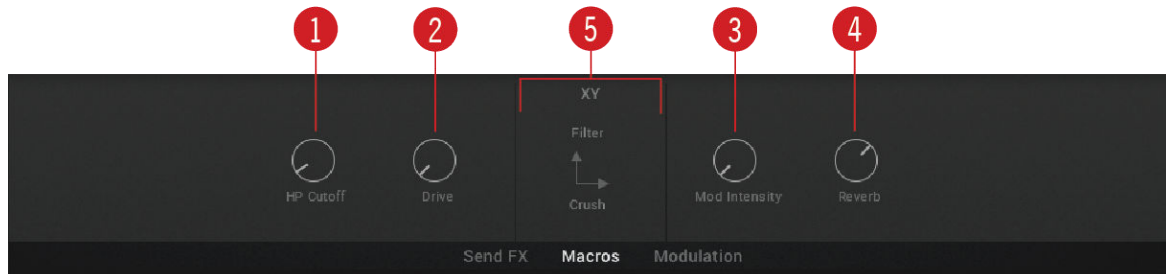 1 2 5 3 4
XY
Filter
HP Cutoff Drive Crush Mod Intensity Reverb
Send FX Macros Modulation